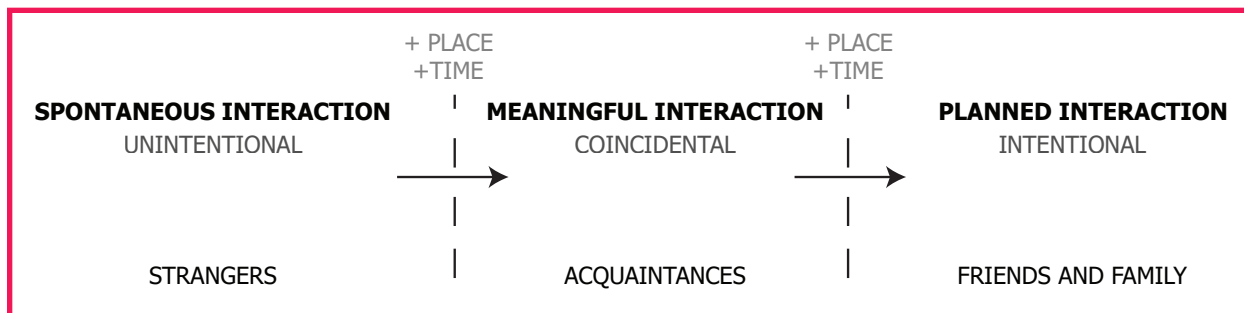 + PLACE
+TIME
+ PLACE
+TIME
SPONTANEOUS INTERACTION
UNINTENTIONAL
MEANINGFUL INTERACTION
COINCIDENTAL
PLANNED INTERACTION
INTENTIONAL
STRANGERS
ACQUAINTANCES
FRIENDS AND FAMILY